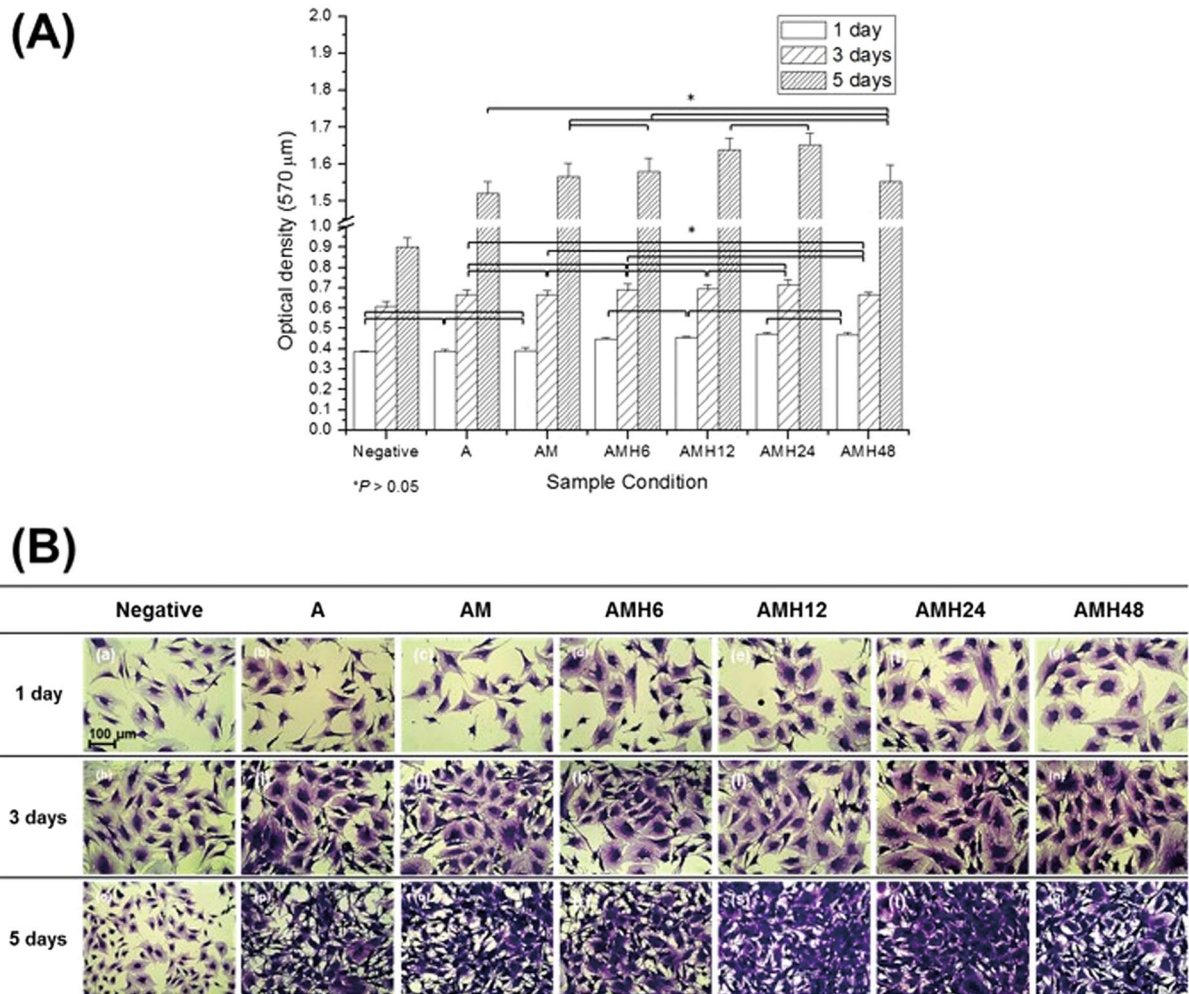 (A)
2.0
1.9
1.8
1.7
1.6
1.5
1.0
0.9
0.8
0.7
0.6
0.5
0.4
0.3
0.2
0.1
0.0
Optical density (570 μm)
1 day
3 days
5 days
*
*
Negative A AM AMH6 AMH12 AMH24 AMH48
*P > 0.05
Sample Condition
(B)
Negative A AM AMH6 AMH12 AMH24 AMH48
1 day
(a) (b) (c) (d) (e) (f) (g)
100 μm
3 days
(h) (i) (j) (k) (l) (n)
5 days
(o) (p) (q) (s) (t)